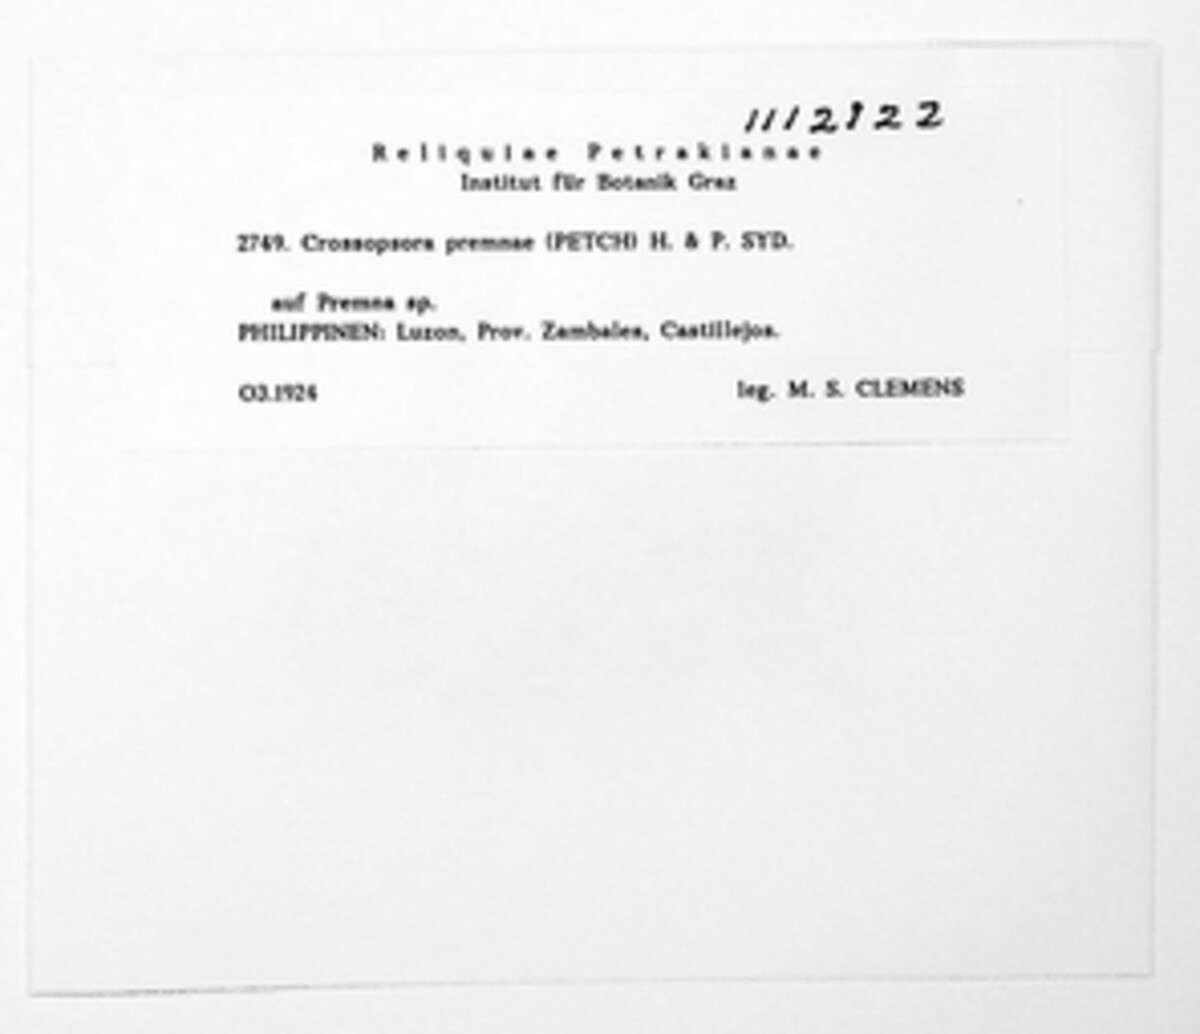 1112822
Reliquiae Petrakianae
Institut für Botanik Graz
2749. Crossopsora premnae (PETCH) H. & P. SYD.
auf Premna sp.
PHILIPPINEN: Luzon, Prov. Zambales, Castillejos.
03.1924 leg. M. S. CLEMENS